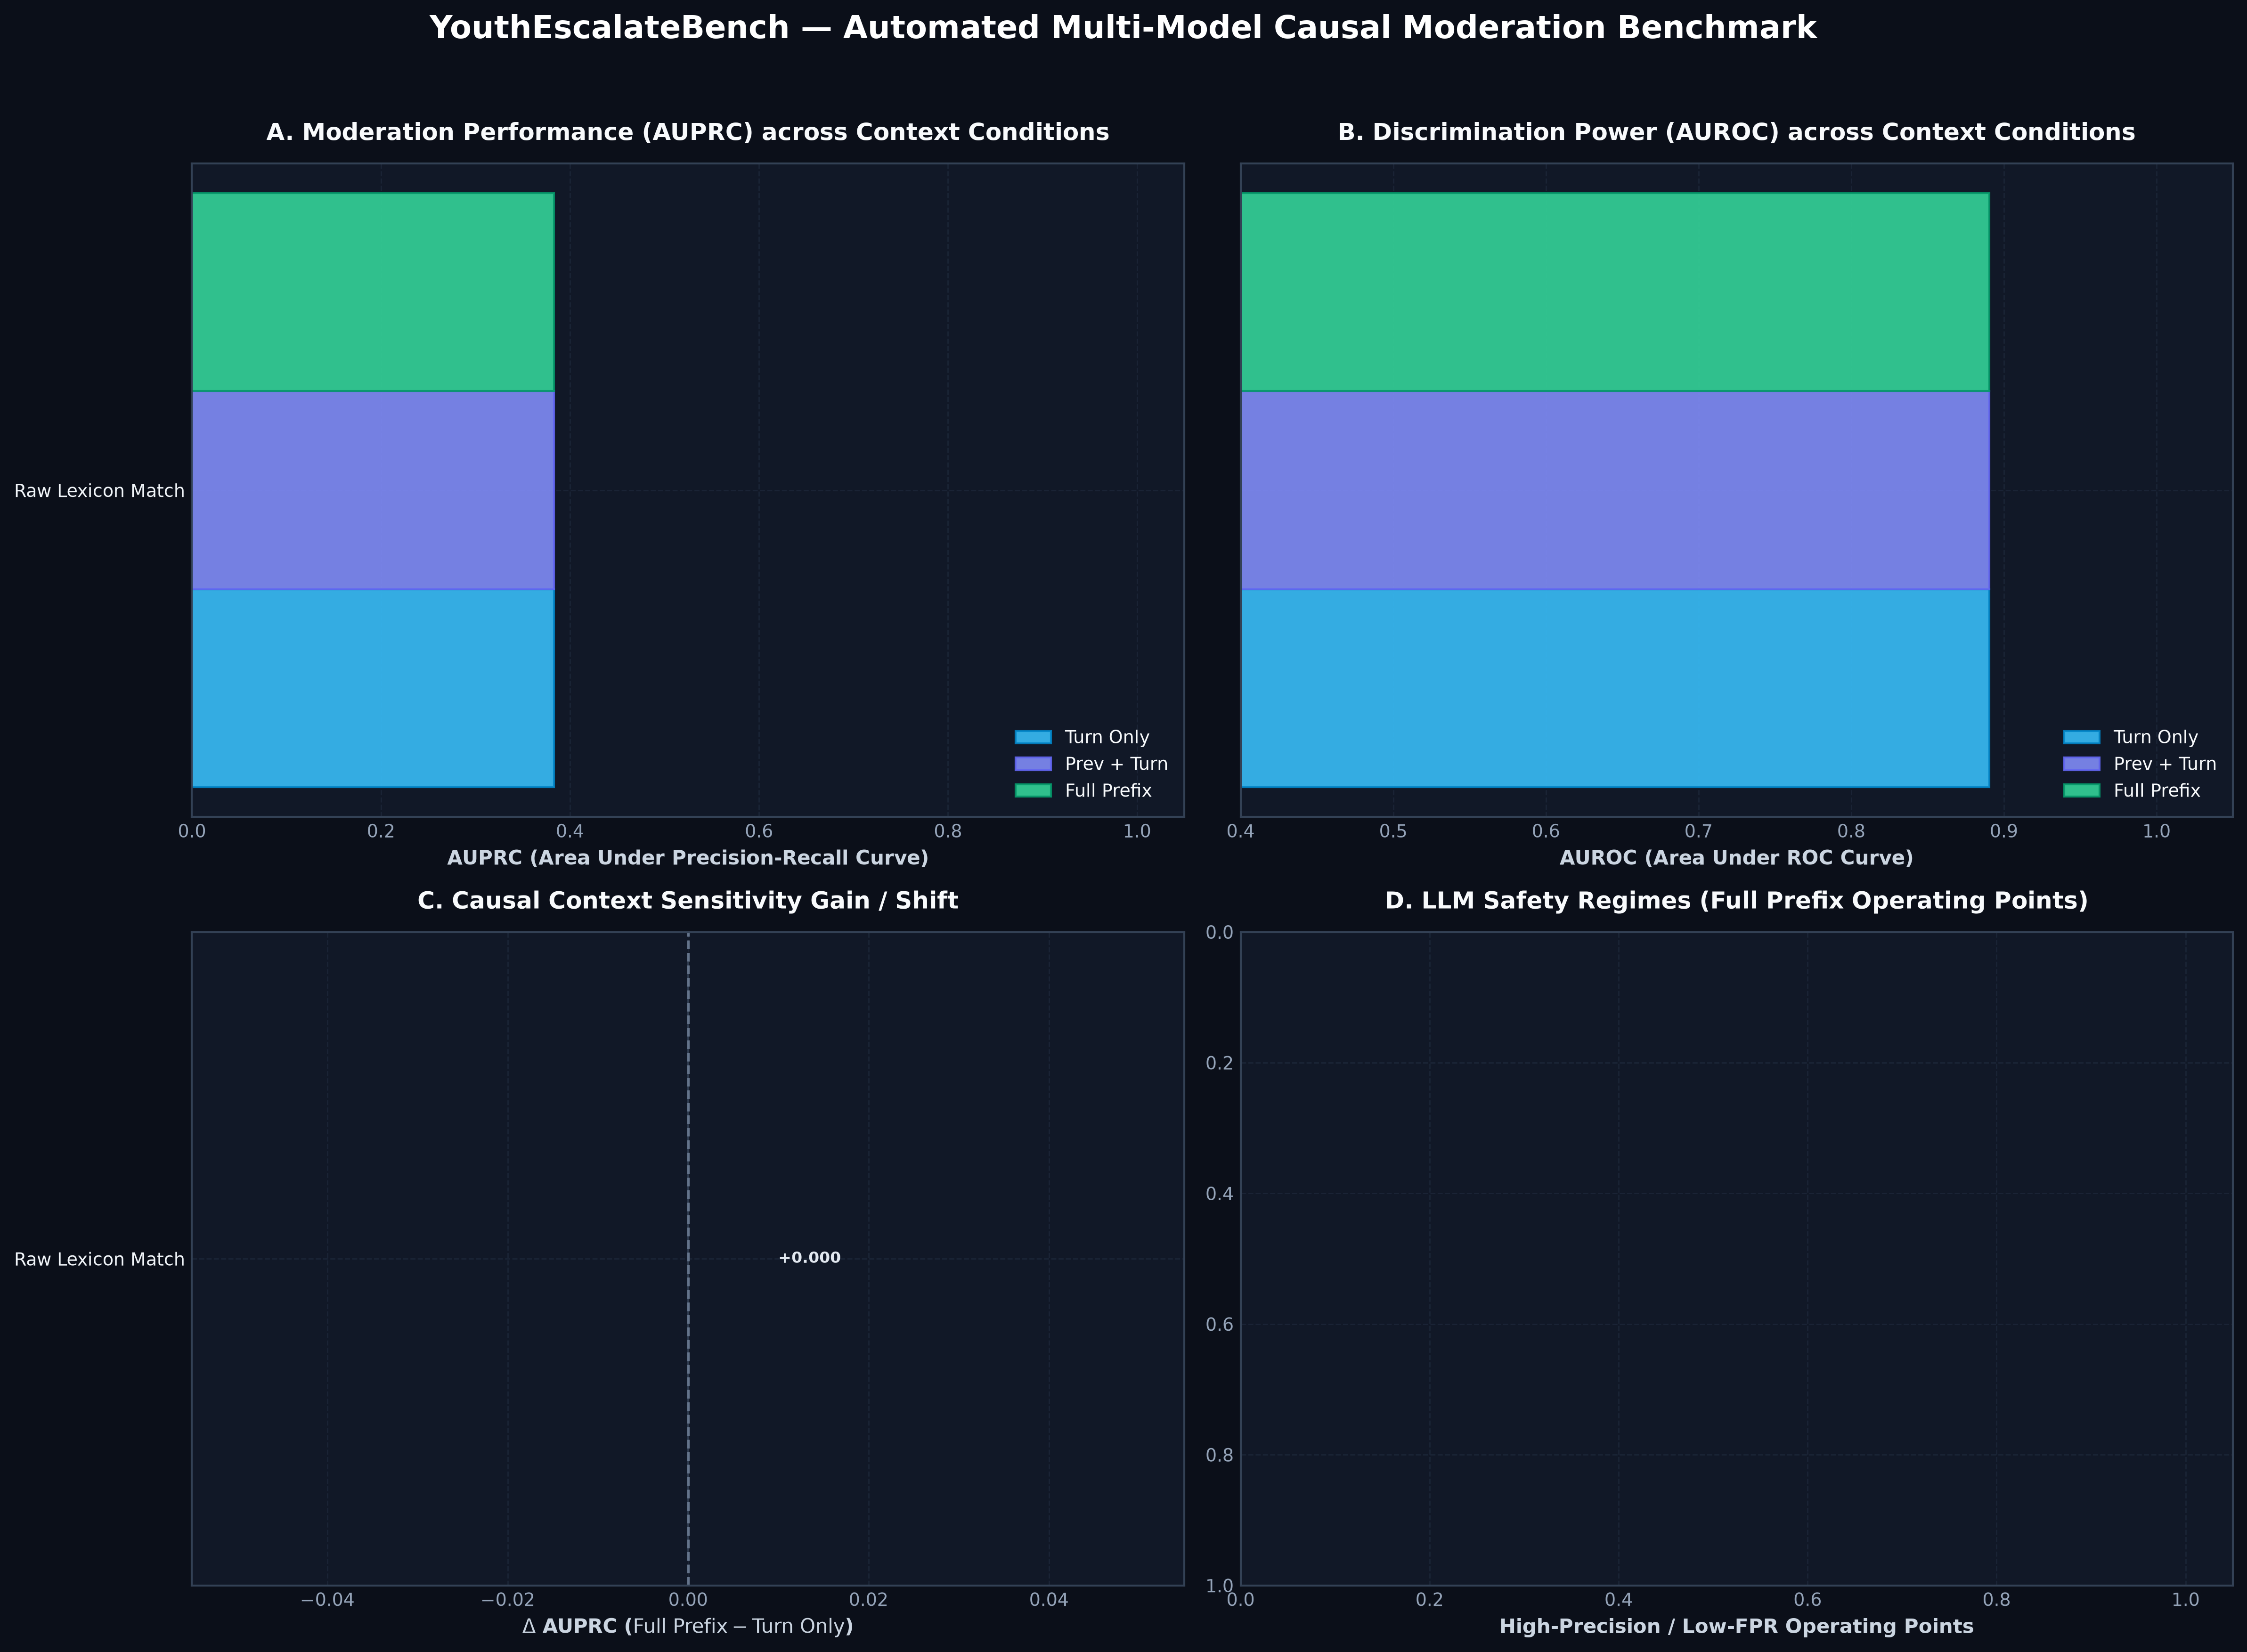 YouthEscalateBench — Automated Multi-Model Causal Moderation Benchmark
A. Moderation Performance (AUPRC) across Context Conditions
Raw Lexicon Match
Turn Only
Prev + Turn
Full Prefix
0.0 0.2 0.4 0.6 0.8 1.0
AUPRC (Area Under Precision-Recall Curve)
B. Discrimination Power (AUROC) across Context Conditions
Turn Only
Prev + Turn
Full Prefix
0.4 0.5 0.6 0.7 0.8 0.9 1.0
AUROC (Area Under ROC Curve)
C. Causal Context Sensitivity Gain / Shift
Raw Lexicon Match
+0.000
−0.04 −0.02 0.00 0.02 0.04
Δ AUPRC (Full Prefix − Turn Only)
D. LLM Safety Regimes (Full Prefix Operating Points)
0.0
0.2
0.4
0.6
0.8
1.0
0.0 0.2 0.4 0.6 0.8 1.0
High-Precision / Low-FPR Operating Points